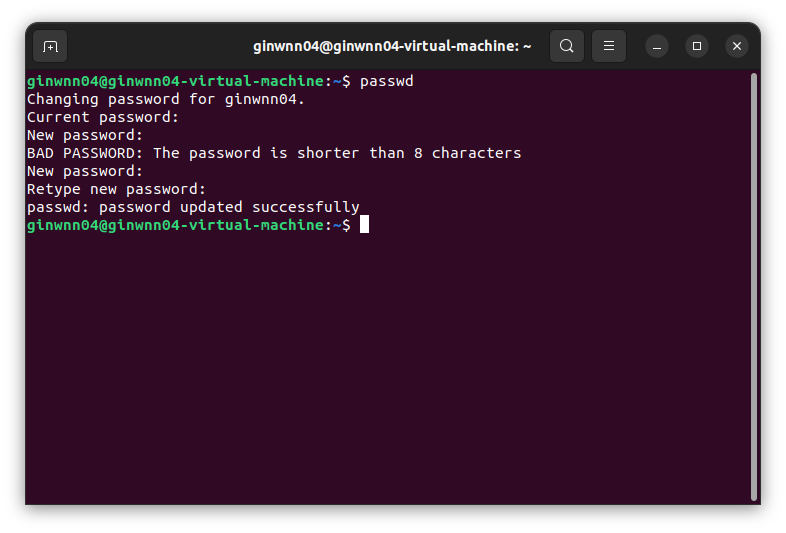 ginwnn04@ginwnn04-virtual-machine: ~
ginwnn04@ginwnn04-virtual-machine:~$ passwd
Changing password for ginwnn04.
Current password:
New password:
BAD PASSWORD: The password is shorter than 8 characters
New password:
Retype new password:
passwd: password updated successfully
ginwnn04@ginwnn04-virtual-machine:~$